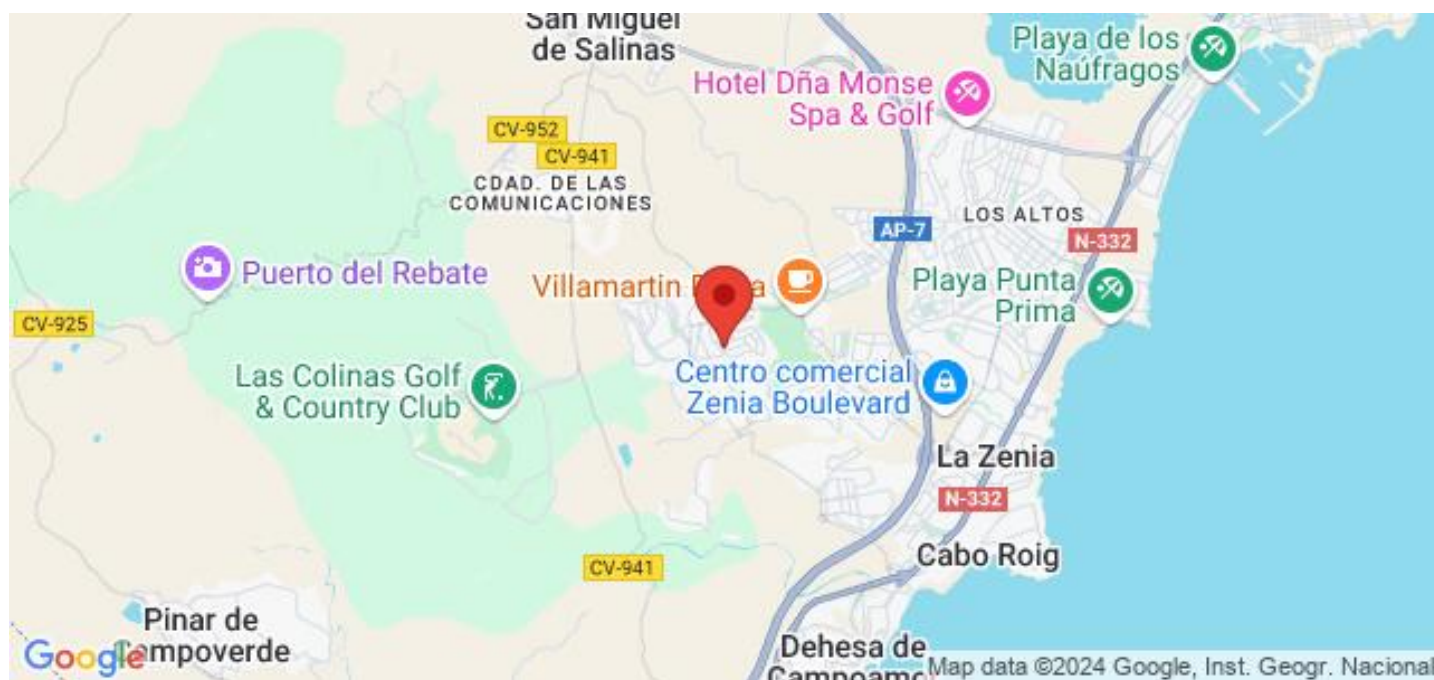 San Miguel
de Salinas
Playa de los
Naúfragos
Hotel Dña Monse
Spa & Golf
CV-952
CV-941
CDAD. DE LAS
COMUNICACIONES
LOS ALTOS
AP-7
N-332
Puerto del Rebate
Villamartin
Playa Punta
Prima
CV-925
Las Colinas Golf
& Country Club
Centro comercial
Zenia Boulevard
La Zenia
N-332
Cabo Roig
CV-941
Pinar de
Campoverde
Dehesa de
Campoamor
Google
Map data ©2024 Google, Inst. Geogr. Nacional